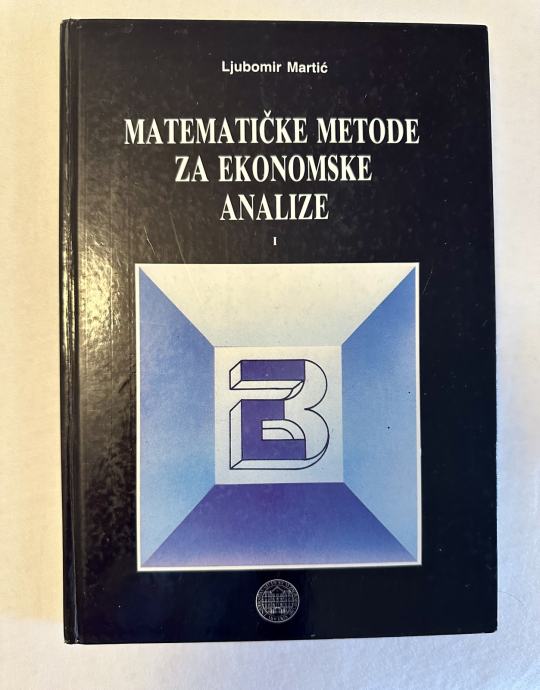 Ljubomir Martić
MATEMATIČKE METODE
ZA EKONOMSKE
ANALIZE
I